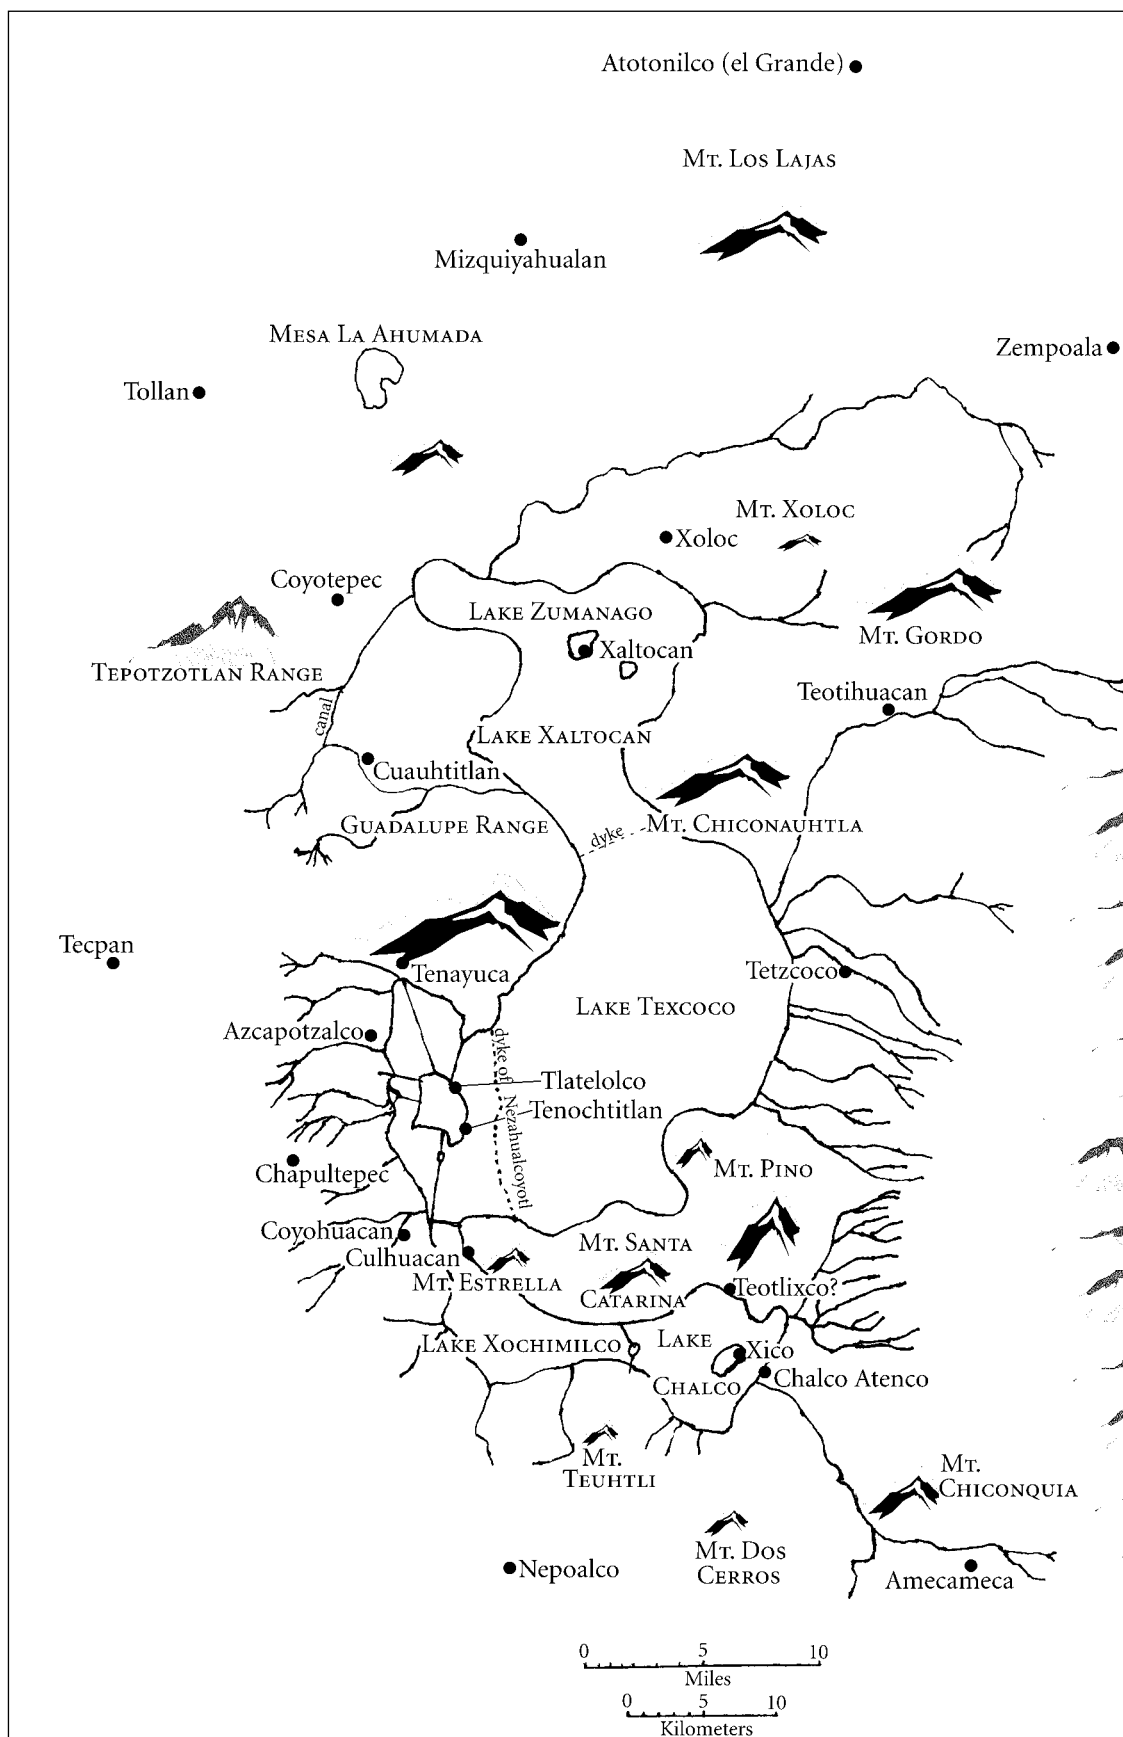 Atotonilco (el Grande)
Mt. Los Lajas
Mizquiyahualan
Mesa La Ahumada
Zempoala
Tollan
Mt. Xoloc
Xoloc
Coyotepec
Lake Zumanago
Mt. Gordo
Xaltocan
Tepotzotlan Range
Teotihuacan
canal
Lake Xaltocan
Cuauhtitlan
Guadalupe Range
dyke
Mt. Chiconauhtla
Tecpan
Tenayuca
Tetzcoco
Lake Texcoco
Azcapotzalco
dyke of Nezahualcoyotl
Tlatelolco
Tenochtitlan
Chapultepec
Mt. Pino
Coyohuacan
Culhuacan
Mt. Estrella
Mt. Santa
Catarina
Teotlixco?
Lake Xochimilco
Lake
Chalco
Xico
Chalco Atenco
Mt.
Teuhtli
Mt.
Chiconquia
Mt. Dos
Cerros
Nepoalco
Amecameca
0 5 10
Miles
0 5 10
Kilometers